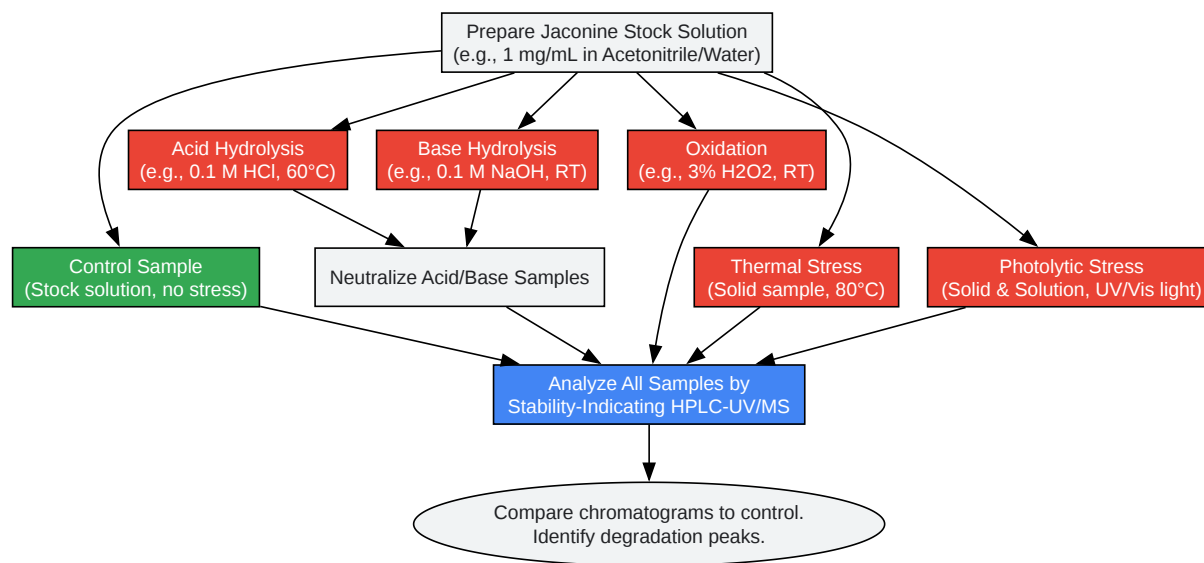 Prepare Jaconine Stock Solution
(e.g., 1 mg/mL in Acetonitrile/Water)
Acid Hydrolysis
(e.g., 0.1 M HCl, 60°C)
Base Hydrolysis
(e.g., 0.1 M NaOH, RT)
Oxidation
(e.g., 3% H2O2, RT)
Control Sample
(Stock solution, no stress)
Neutralize Acid/Base Samples
Thermal Stress
(Solid sample, 80°C)
Photolytic Stress
(Solid & Solution, UV/Vis light)
Analyze All Samples by
Stability-Indicating HPLC-UV/MS
Compare chromatograms to control.
Identify degradation peaks.